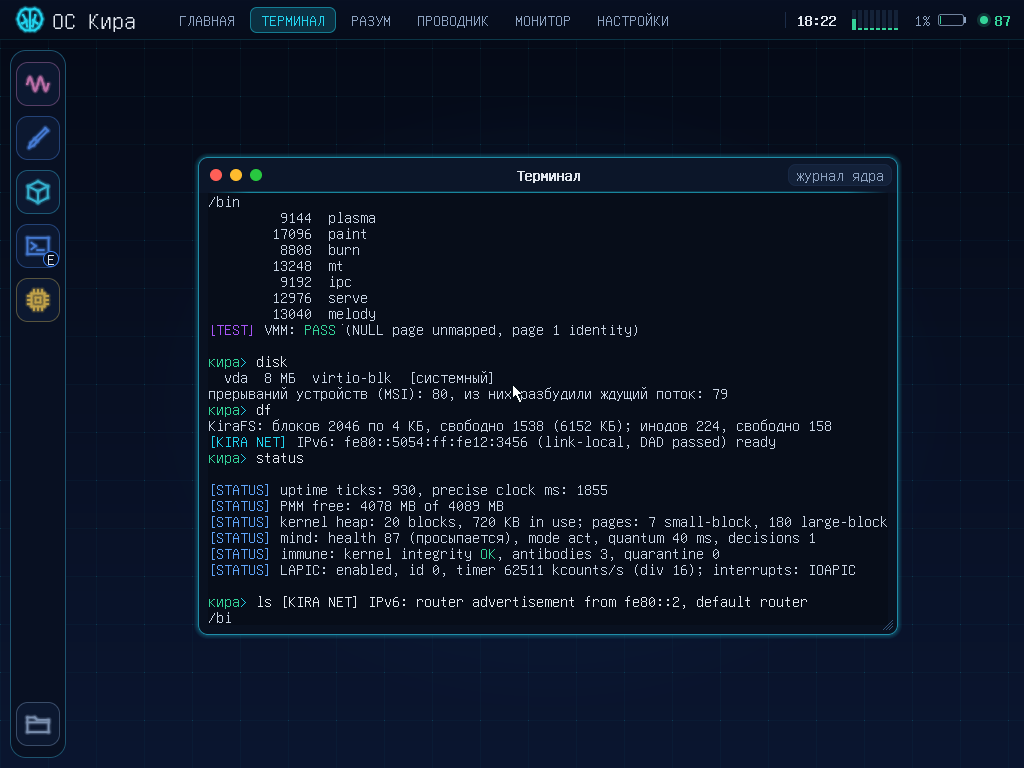 ОС Кира
ГЛАВНАЯ ТЕРМИНАЛ РАЗУМ ПРОВОДНИК МОНИТОР НАСТРОЙКИ
18:22 1% 87
E
Терминал
журнал ядра
/bin
9144 plasma
17096 paint
8808 burn
13248 mt
9192 ipc
12976 serve
13040 melody
[TEST] VMM: PASS (NULL page unmapped, page 1 identity)
кира> disk
vda 8 МБ virtio-blk [системный]
прерываний устройств (MSI): 80, из них разбудили ждущий поток: 79
кира> df
KiraFS: блоков 2046 по 4 КБ, свободно 1538 (6152 КБ); инодов 224, свободно 158
[KIRA NET] IPv6: fe80::5054:ff:fe12:3456 (link-local, DAD passed) ready
кира> status
[STATUS] uptime ticks: 930, precise clock ms: 1855
[STATUS] PMM free: 4078 MB of 4089 MB
[STATUS] kernel heap: 20 blocks, 720 KB in use; pages: 7 small-block, 180 large-block
[STATUS] mind: health 87 (просыпается), mode act, quantum 40 ms, decisions 1
[STATUS] immune: kernel integrity OK, antibodies 3, quarantine 0
[STATUS] LAPIC: enabled, id 0, timer 62511 kcounts/s (div 16); interrupts: IOAPIC
кира> ls [KIRA NET] IPv6: router advertisement from fe80::2, default router
/bi